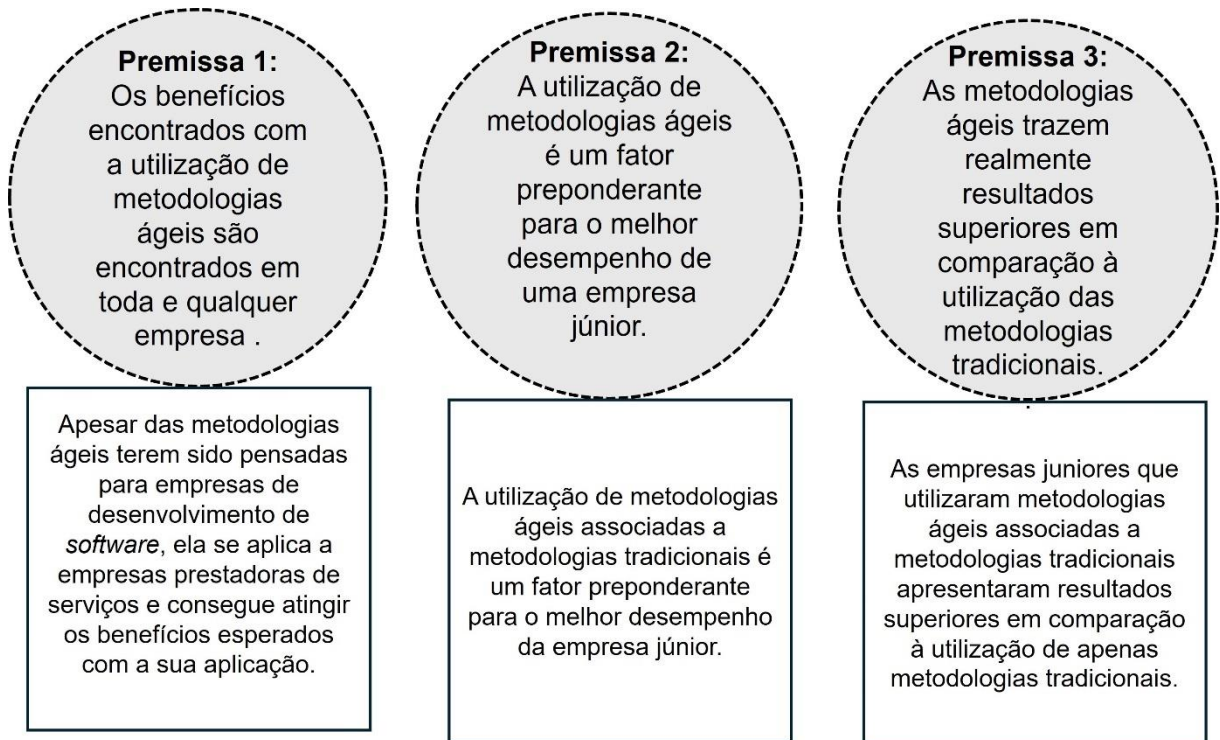 Premissa 1:
Os benefícios
encontrados com
a utilização de
metodologias
ágeis são
encontrados em
toda e qualquer
empresa .
Apesar das metodologias
ágeis terem sido pensadas
para empresas de
desenvolvimento de
software, ela se aplica a
empresas prestadoras de
serviços e consegue atingir
os benefícios esperados
com a sua aplicação.
Premissa 2:
A utilização de
metodologias ágeis
é um fator
preponderante
para o melhor
desempenho de
uma empresa
júnior.
A utilização de metodologias
ágeis associadas a
metodologias tradicionais é
um fator preponderante
para o melhor desempenho
da empresa júnior.
Premissa 3:
As metodologias
ágeis trazem
realmente
resultados
superiores em
comparação à
utilização das
metodologias
tradicionais.
.
As empresas juniores que
utilizaram metodologias
ágeis associadas a
metodologias tradicionais
apresentaram resultados
superiores em comparação
à utilização de apenas
metodologias tradicionais.